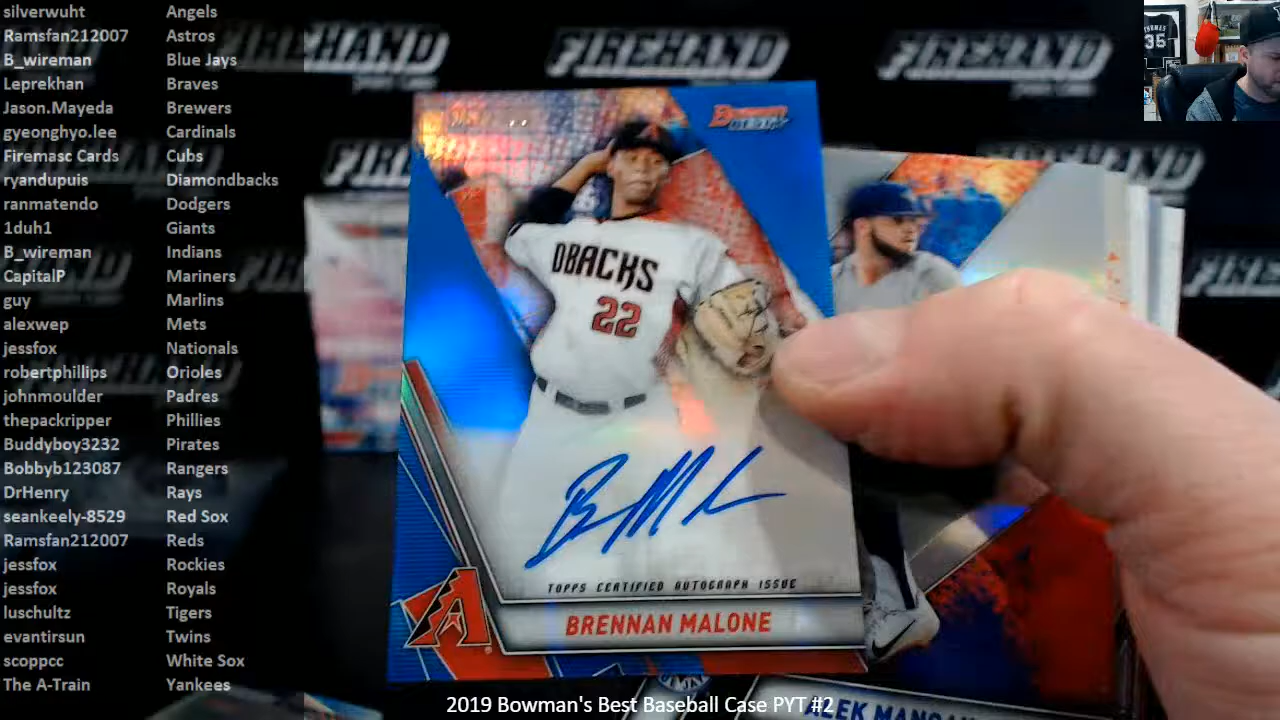 silverwuht Angels
Ramsfan212007 Astros
B_wireman Blue Jays
Leprekhan Braves
Jason.Mayeda Brewers
gyeonghyo.lee Cardinals
Firemasc Cards Cubs
ryandupuis Diamondbacks
ranmatendo Dodgers
1duh1 Giants
B_wireman Indians
CapitalP Mariners
guy Marlins
alexwep Mets
jessfox Nationals
robertphillips Orioles
johnmoulder Padres
thepackripper Phillies
Buddyboy3232 Pirates
Bobbyb123087 Rangers
DrHenry Rays
seankeely-8529 Red Sox
Ramsfan212007 Reds
jessfox Rockies
jessfox Royals
luschultz Tigers
evantirsun Twins
scoppcc White Sox
The A-Train Yankees
FIREHAND FIREHAND FIREHAND
35
Bowman
DBACKS
22
TOPPS CERTIFIED AUTOGRAPH ISSUE
BRENNAN MALONE
A
ALEK
2019 Bowman's Best Baseball Case PYT #2